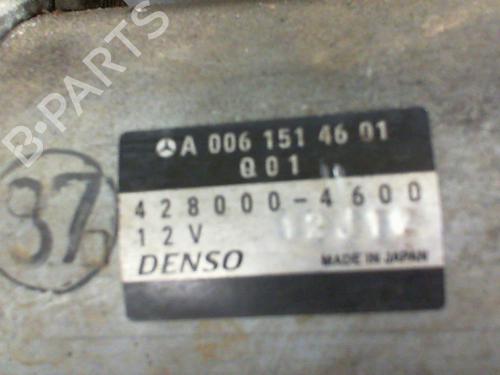 B-PARTS
A 006 151 46 01
Q01
428000-4600
12V
DENSO
MADE IN JAPAN
37